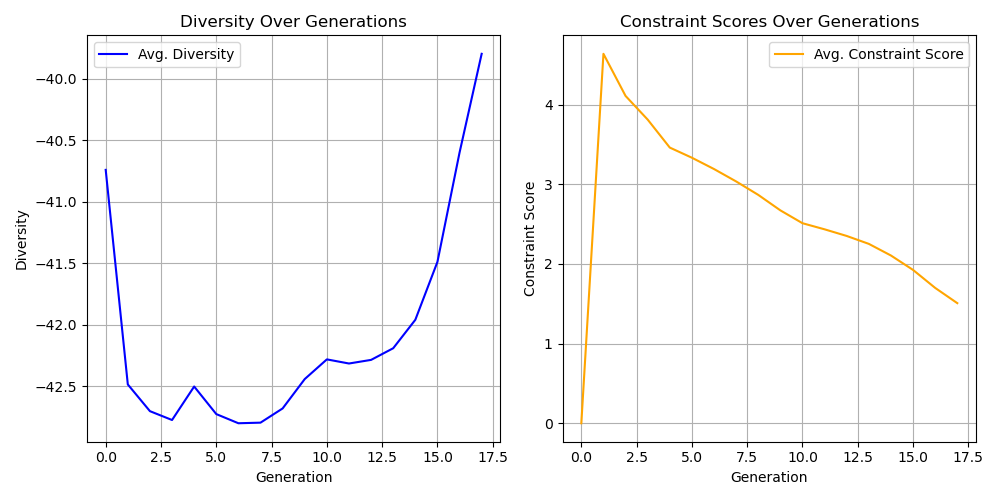 Diversity Over Generations
Avg. Diversity
−40.0
−40.5
−41.0
−41.5
−42.0
−42.5
Diversity
0.0 2.5 5.0 7.5 10.0 12.5 15.0 17.5
Generation
Constraint Scores Over Generations
Avg. Constraint Score
4
3
2
1
0
Constraint Score
0.0 2.5 5.0 7.5 10.0 12.5 15.0 17.5
Generation